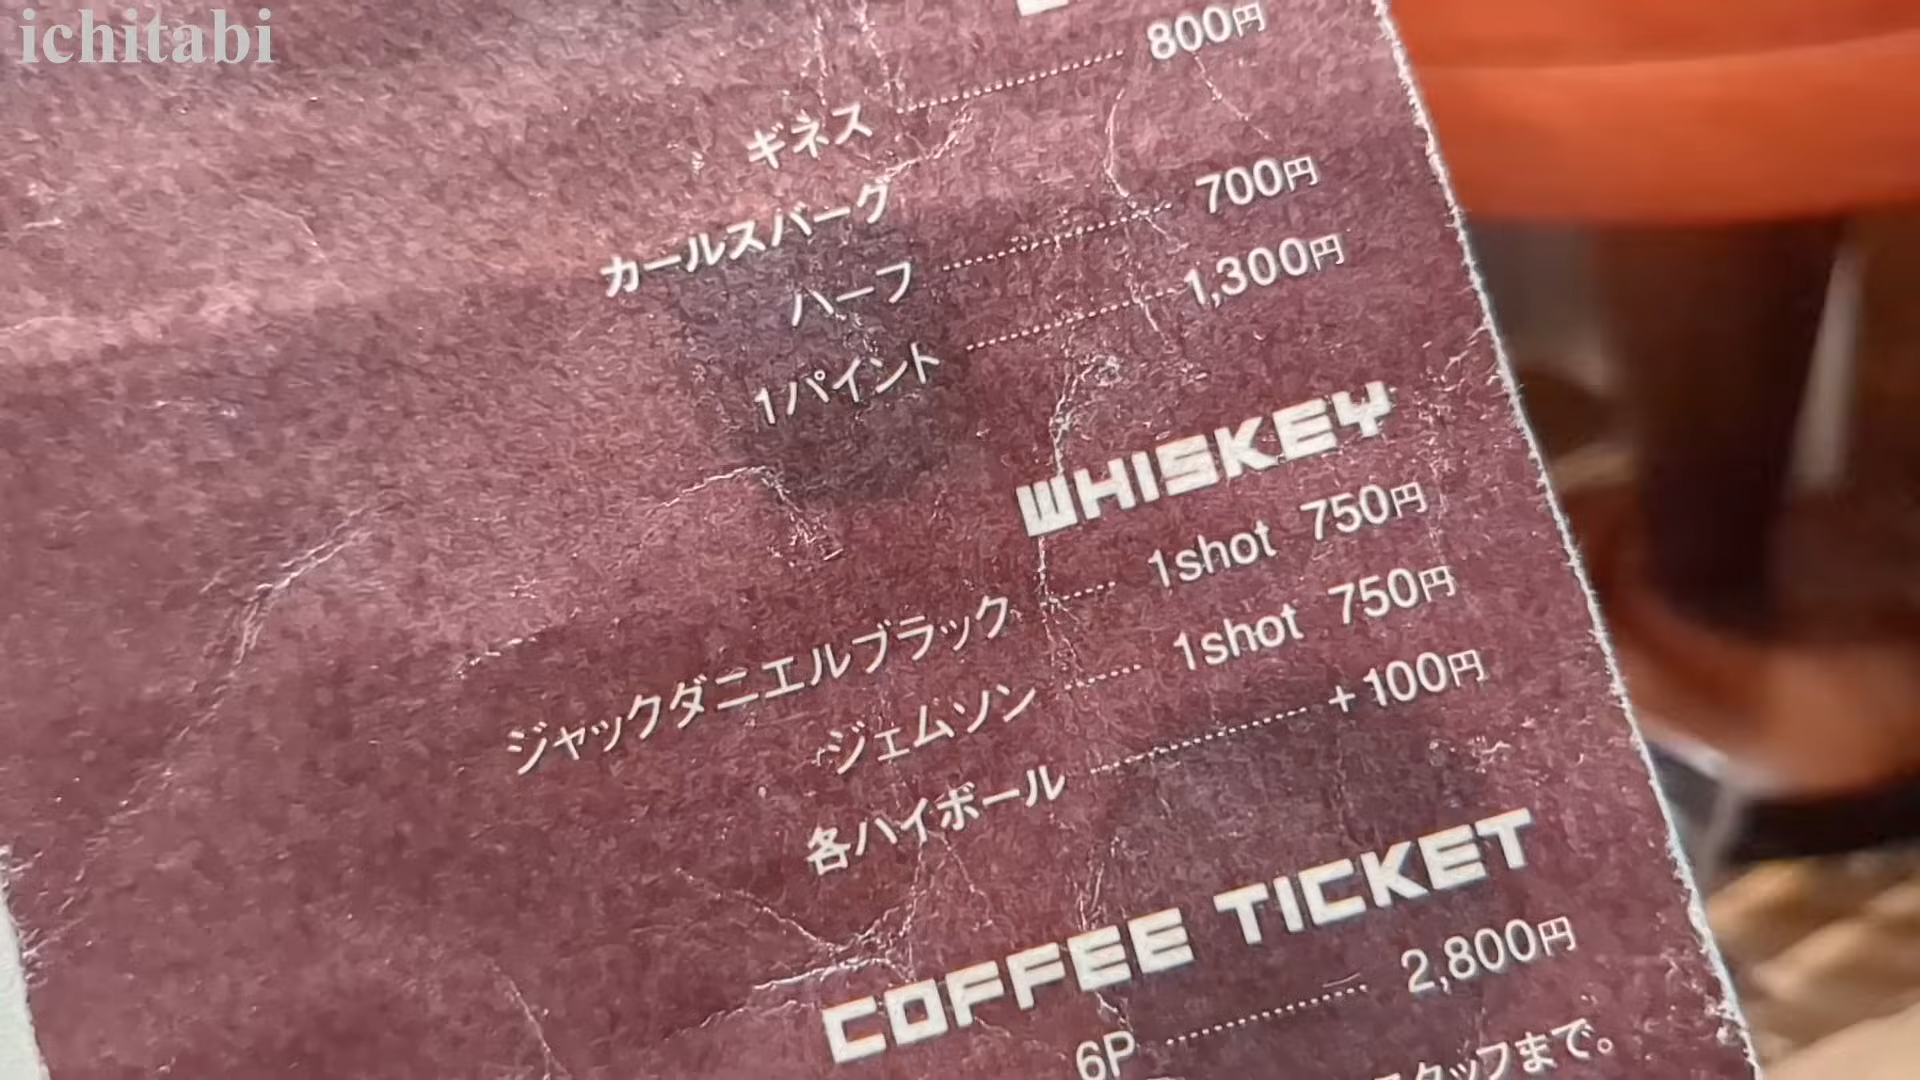 ichitabi
ギネス 800円
カールスバーグ
ハーフ 700円
1パイント 1,300円
WHISKEY
ジャックダニエルブラック 1shot 750円
ジェムソン 1shot 750円
各ハイボール +100円
COFFEE TICKET
6P 2,800円
スタッフまで。